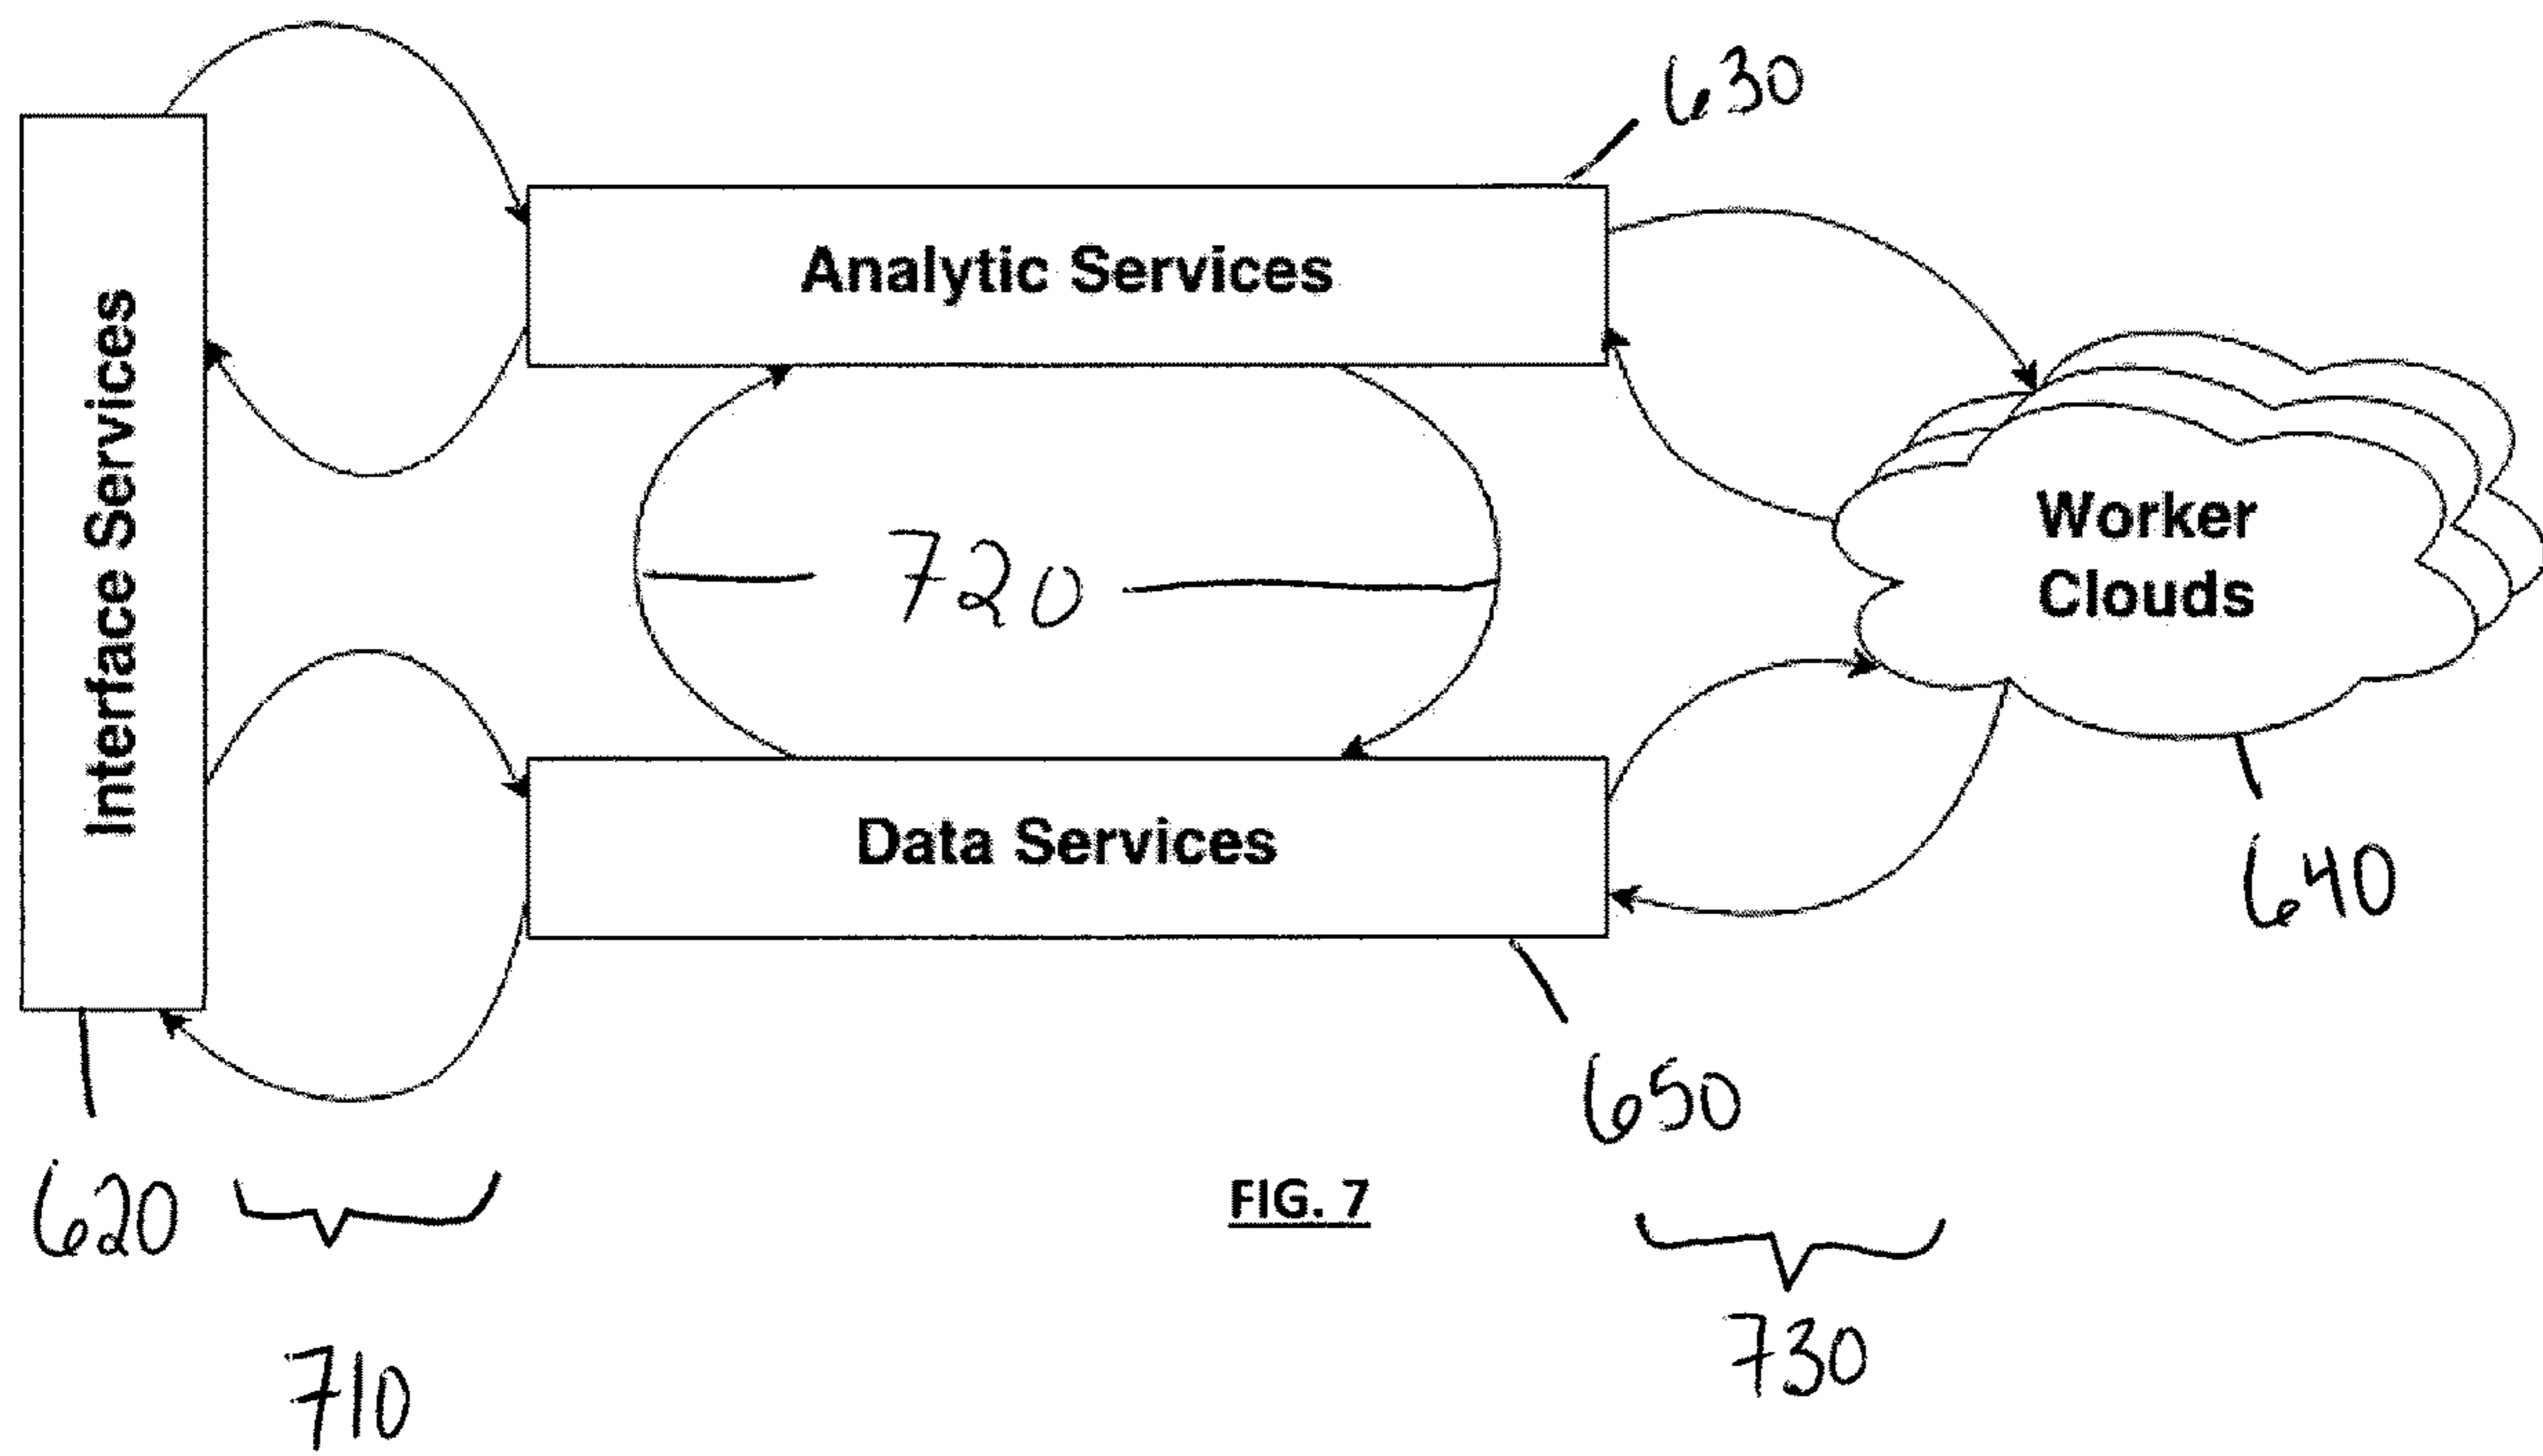 630
Interface Services
Analytic Services
Worker
Clouds
720
Data Services
640
650
620
FIG. 7
710
730